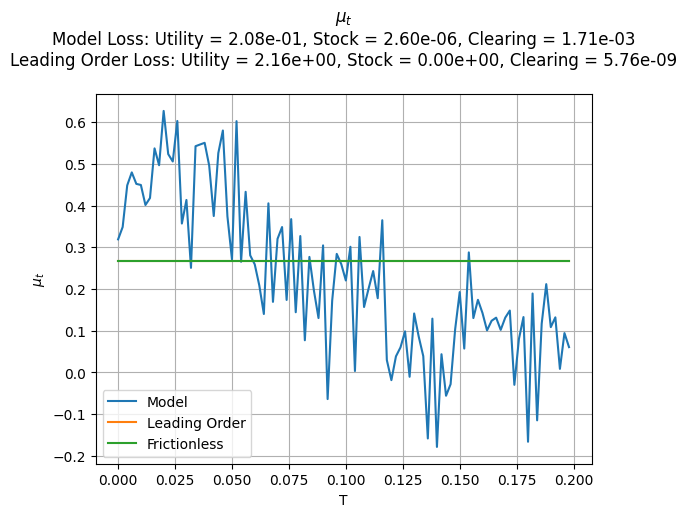 μₜ
Model Loss: Utility = 2.08e-01, Stock = 2.60e-06, Clearing = 1.71e-03
Leading Order Loss: Utility = 2.16e+00, Stock = 0.00e+00, Clearing = 5.76e-09
0.6
0.5
0.4
0.3
0.2
0.1
0.0
−0.1
−0.2
μₜ
Model
Leading Order
Frictionless
0.000
0.025
0.050
0.075
0.100
0.125
0.150
0.175
0.200
T